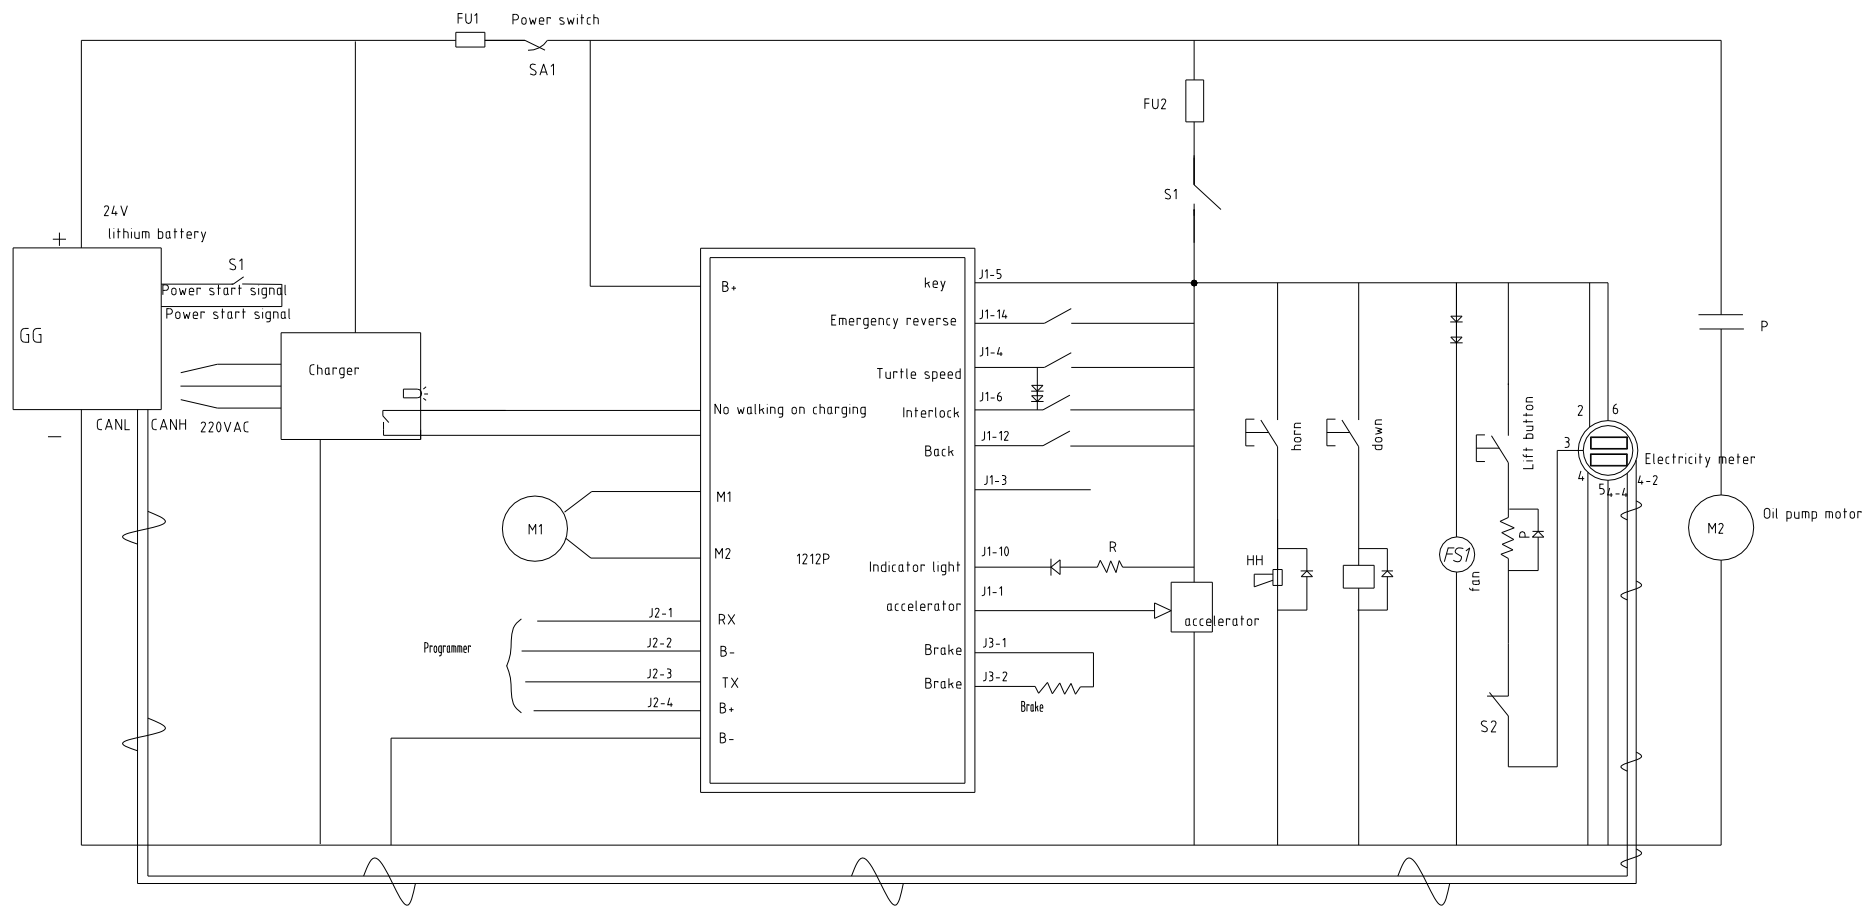 FU1
Power switch
SA1
FU2
S1
24V
lithium battery
+
S1
Power start signal
Power start signal
GG
Charger
−
CANL
CANH
220VAC
B+
key
J1-5
Emergency reverse
J1-14
Turtle speed
J1-4
No walking on charging
Interlock
J1-6
Back
J1-12
J1-3
M1
M1
M2
1212P
Indicator light
J1-10
R
accelerator
J1-1
accelerator
Programmer
J2-1
RX
J2-2
B-
J2-3
TX
J2-4
B+
B-
Brake
J3-1
Brake
J3-2
Brake
horn
HH
down
FS1
fan
Lift button
P
S2
2
6
3
4
5
4-4
4-2
Electricity meter
P
M2
Oil pump motor